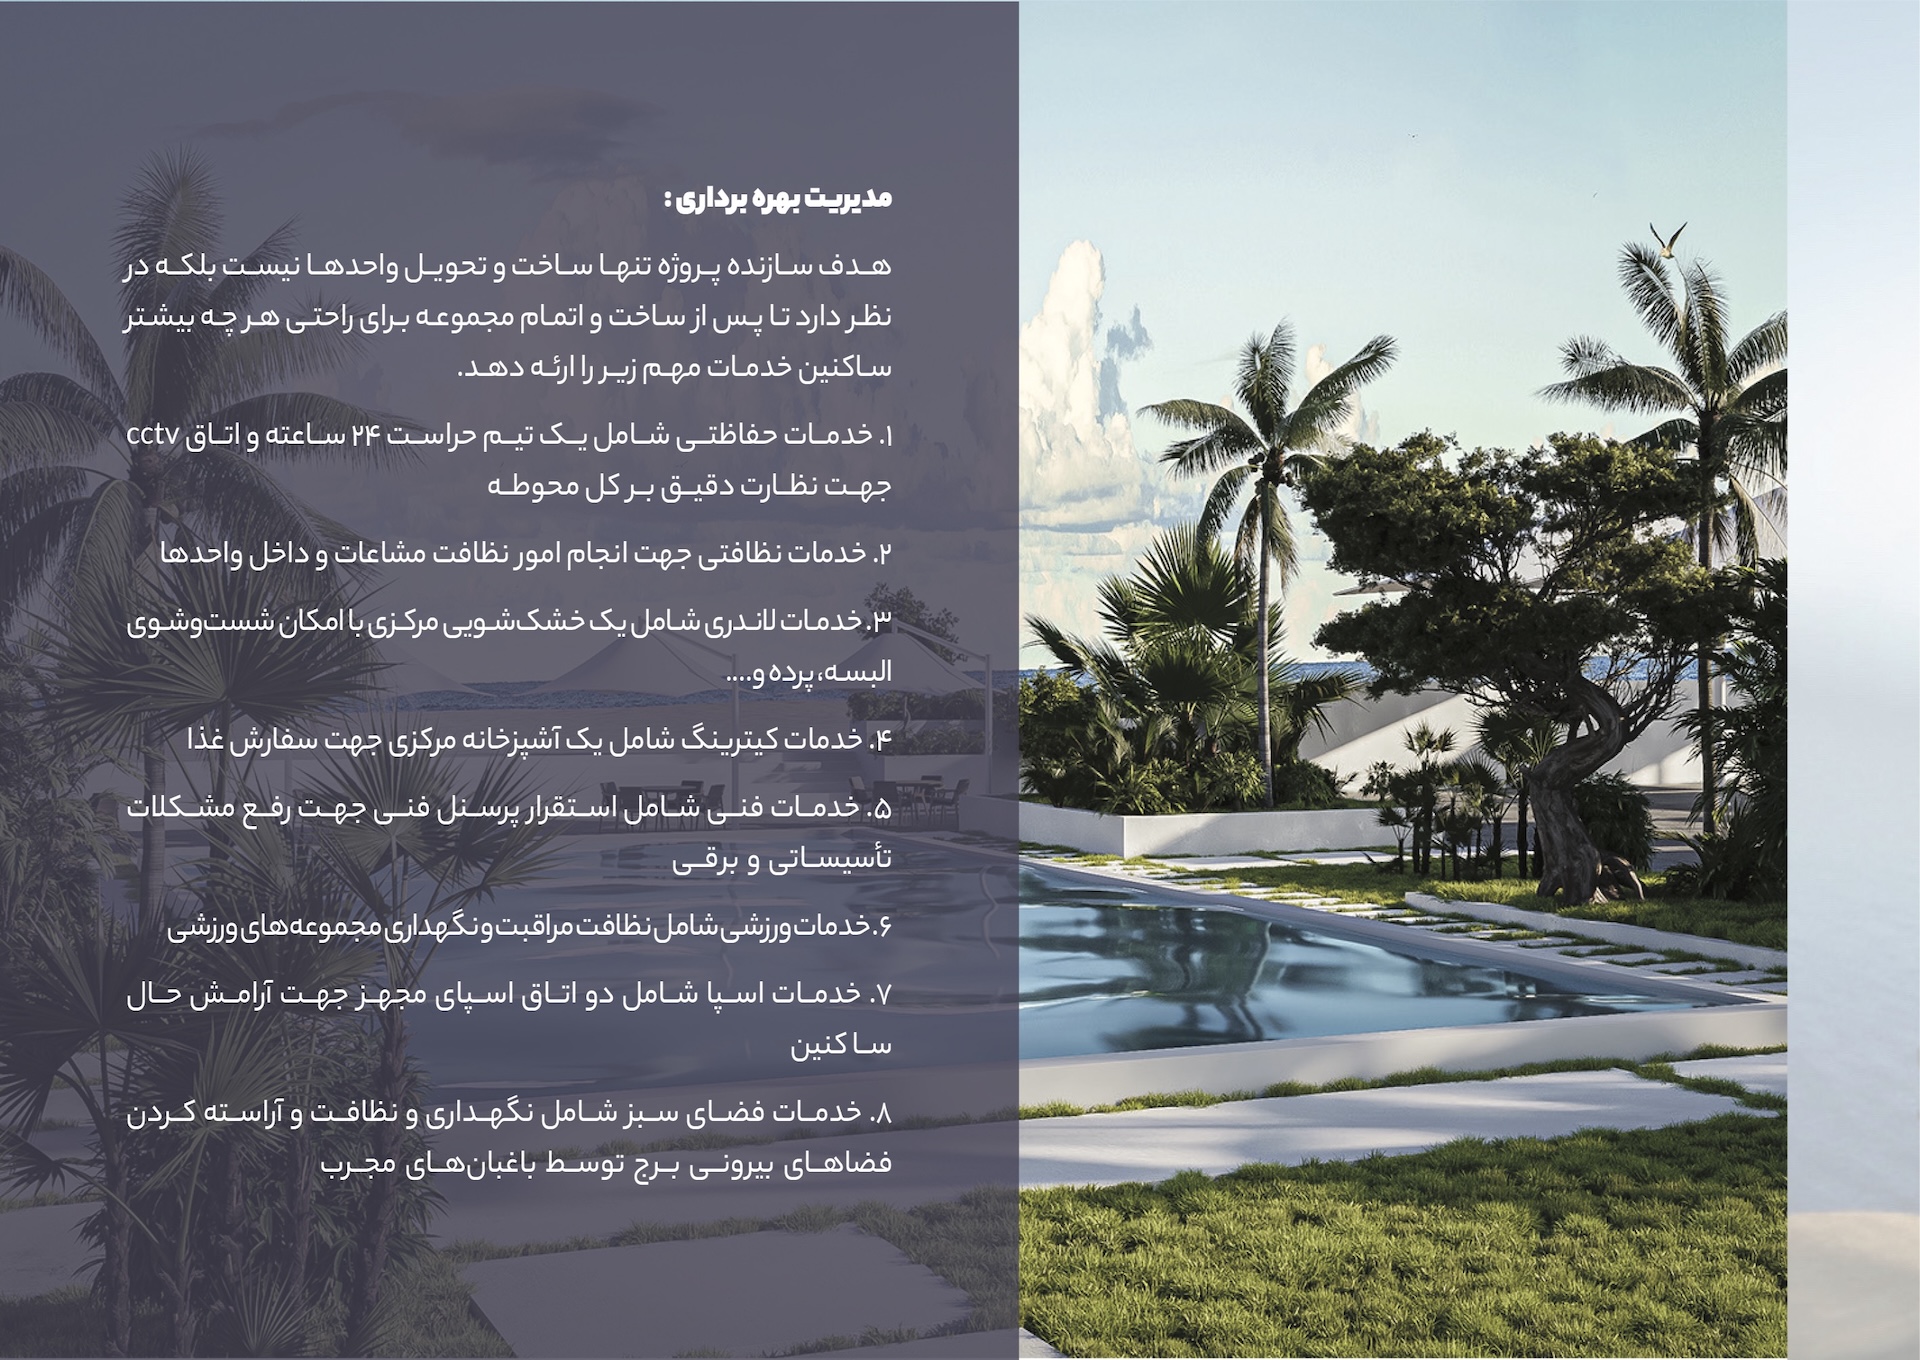 مدیریت بهره برداری :
هدف سازنده پروژه تنها ساخت و تحویل واحدها نیست بلکه در
نظر دارد تا پس از ساخت و اتمام مجموعه برای راحتی هر چه بیشتر
ساکنین خدمات مهم زیر را ارئه دهد.
۱. خدمات حفاظتی شامل یک تیم حراست ۲۴ ساعته و اتاق cctv
جهت نظارت دقیق بر کل محوطه
۲. خدمات نظافتی جهت انجام امور نظافت مشاعات و داخل واحدها
۳. خدمات لاندری شامل یک خشک‌شویی مرکزی با امکان شست‌وشوی
البسه، پرده و....
۴. خدمات کیترینگ شامل یک آشپزخانه مرکزی جهت سفارش غذا
۵. خدمات فنی شامل استقرار پرسنل فنی جهت رفع مشکلات
تأسیساتی و برقی
۶. خدمات ورزشی شامل نظافت مراقبت و نگهداری مجموعه‌های ورزشی
۷. خدمات اسپا شامل دو اتاق اسپای مجهز جهت آرامش حال
سا کنین
۸. خدمات فضای سبز شامل نگهداری و نظافت و آراسته کردن
فضاهای بیرونی برج توسط باغبان‌های مجرب